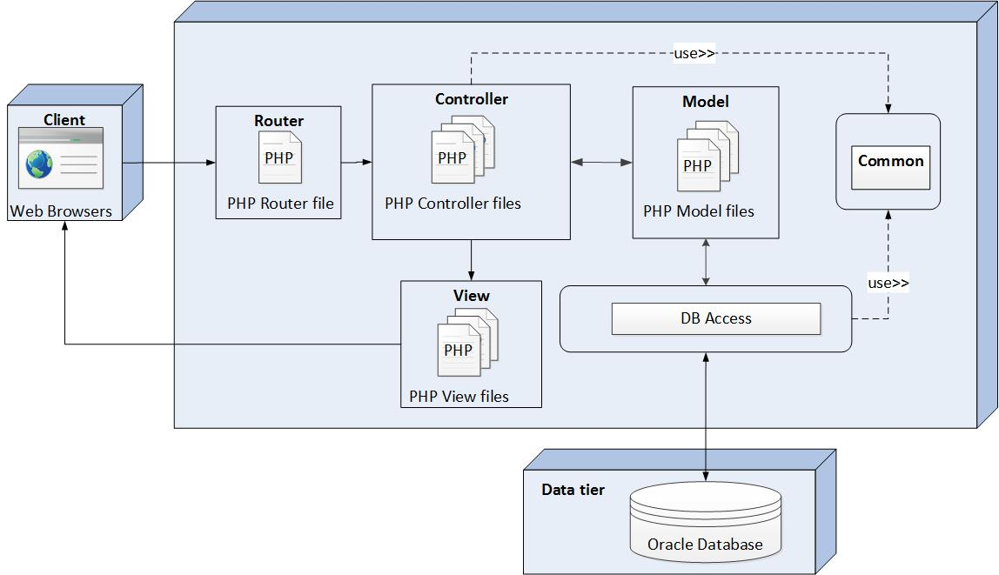 use>>
Client
Web Browsers
Router
PHP
PHP Router file
Controller
PHP
PHP Controller files
Model
PHP
PHP Model files
Common
use>>
View
PHP
PHP View files
DB Access
Data tier
Oracle Database